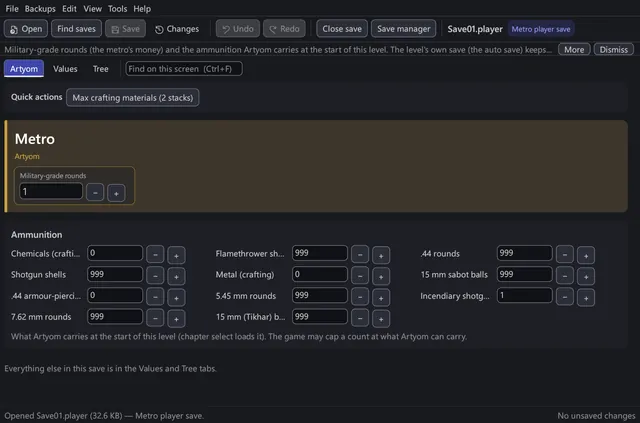 File Backups Edit View Tools Help
Open Find saves Save Changes Undo Redo Close save Save manager Save01.player Metro player save
Military-grade rounds (the metro's money) and the ammunition Artyom carries at the start of this level. The level's own save (the auto save) keeps... More Dismiss
Artyom Values Tree Find on this screen (Ctrl+F)
Quick actions Max crafting materials (2 stacks)
Metro
Artyom
Military-grade rounds
1 − +
Ammunition
Chemicals (crafti... 0 − + Flamethrower sh... 999 − + .44 rounds 999 − +
Shotgun shells 999 − + Metal (crafting) 0 − + 15 mm sabot balls 999 − +
.44 armour-pierci... 0 − + 5.45 mm rounds 999 − + Incendiary shotg... 1 − +
7.62 mm rounds 999 − + 15 mm (Tikhar) b... 999 − +
What Artyom carries at the start of this level (chapter select loads it). The game may cap a count at what Artyom can carry.
Everything else in this save is in the Values and Tree tabs.
Opened Save01.player (32.6 KB) — Metro player save. No unsaved changes